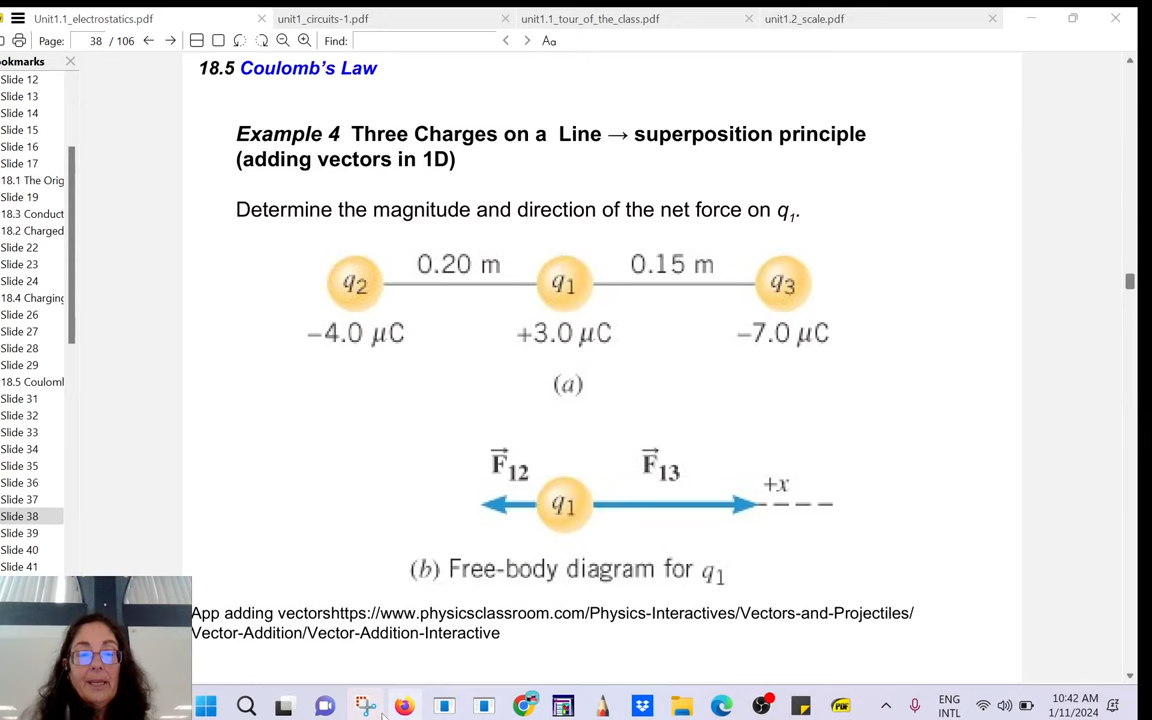 Unit1.1_electrostatics.pdf
unit1_circuits-1.pdf
unit1.1_tour_of_the_class.pdf
unit1.2_scale.pdf
Page: 38 / 106
Find:
Aa
ookmarks
Slide 12
Slide 13
Slide 14
Slide 15
Slide 16
Slide 17
18.1 The Orig
Slide 19
18.3 Conduct
18.2 Charged
Slide 22
Slide 23
Slide 24
18.4 Charging
Slide 26
Slide 27
Slide 28
Slide 29
18.5 Couloml
Slide 31
Slide 32
Slide 33
Slide 34
Slide 35
Slide 36
Slide 37
Slide 38
Slide 39
Slide 40
Slide 41
18.5 Coulomb's Law
Example 4 Three Charges on a Line → superposition principle
(adding vectors in 1D)
Determine the magnitude and direction of the net force on q₁.
q₂ 0.20 m q₁ 0.15 m q₃
−4.0 μC +3.0 μC −7.0 μC
(a)
F⃗₁₂ F⃗₁₃
+x
q₁
(b) Free-body diagram for q₁
App adding vectorshttps://www.physicsclassroom.com/Physics-Interactives/Vectors-and-Projectiles/
Vector-Addition/Vector-Addition-Interactive
PDF
ENG
INTL
10:42 AM
1/11/2024